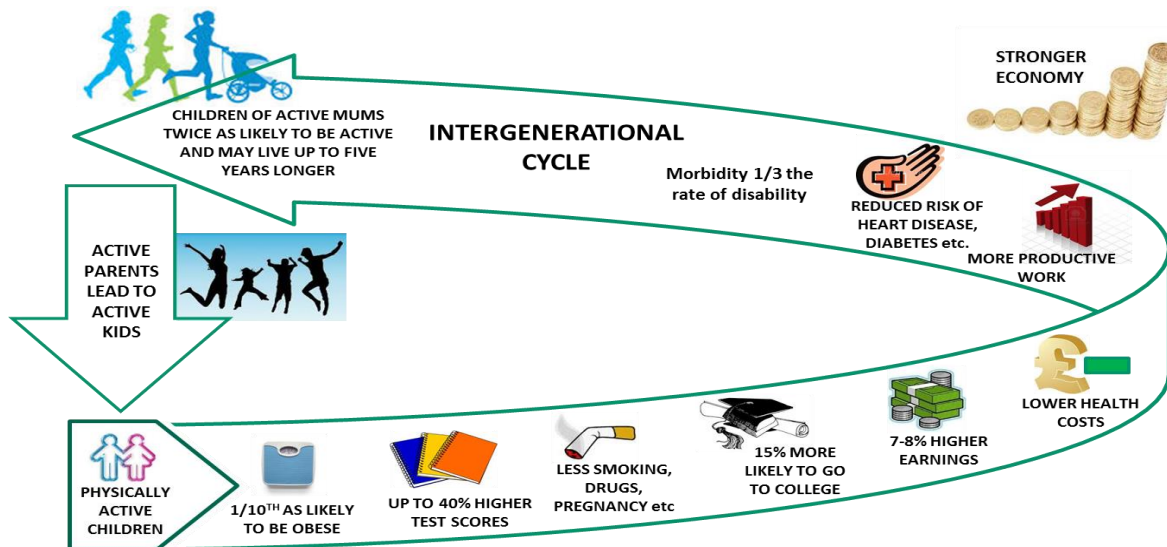 STRONGER
ECONOMY
INTERGENERATIONAL
CYCLE
CHILDREN OF ACTIVE MUMS
TWICE AS LIKELY TO BE ACTIVE
AND MAY LIVE UP TO FIVE
YEARS LONGER
Morbidity 1/3 the
rate of disability
REDUCED RISK OF
HEART DISEASE,
DIABETES etc.
MORE PRODUCTIVE
WORK
ACTIVE
PARENTS
LEAD TO
ACTIVE
KIDS
PHYSICALLY
ACTIVE
CHILDREN
1/10TH AS LIKELY
TO BE OBESE
UP TO 40% HIGHER
TEST SCORES
LESS SMOKING,
DRUGS,
PREGNANCY etc
15% MORE
LIKELY TO GO
TO COLLEGE
7-8% HIGHER
EARNINGS
£
LOWER HEALTH
COSTS